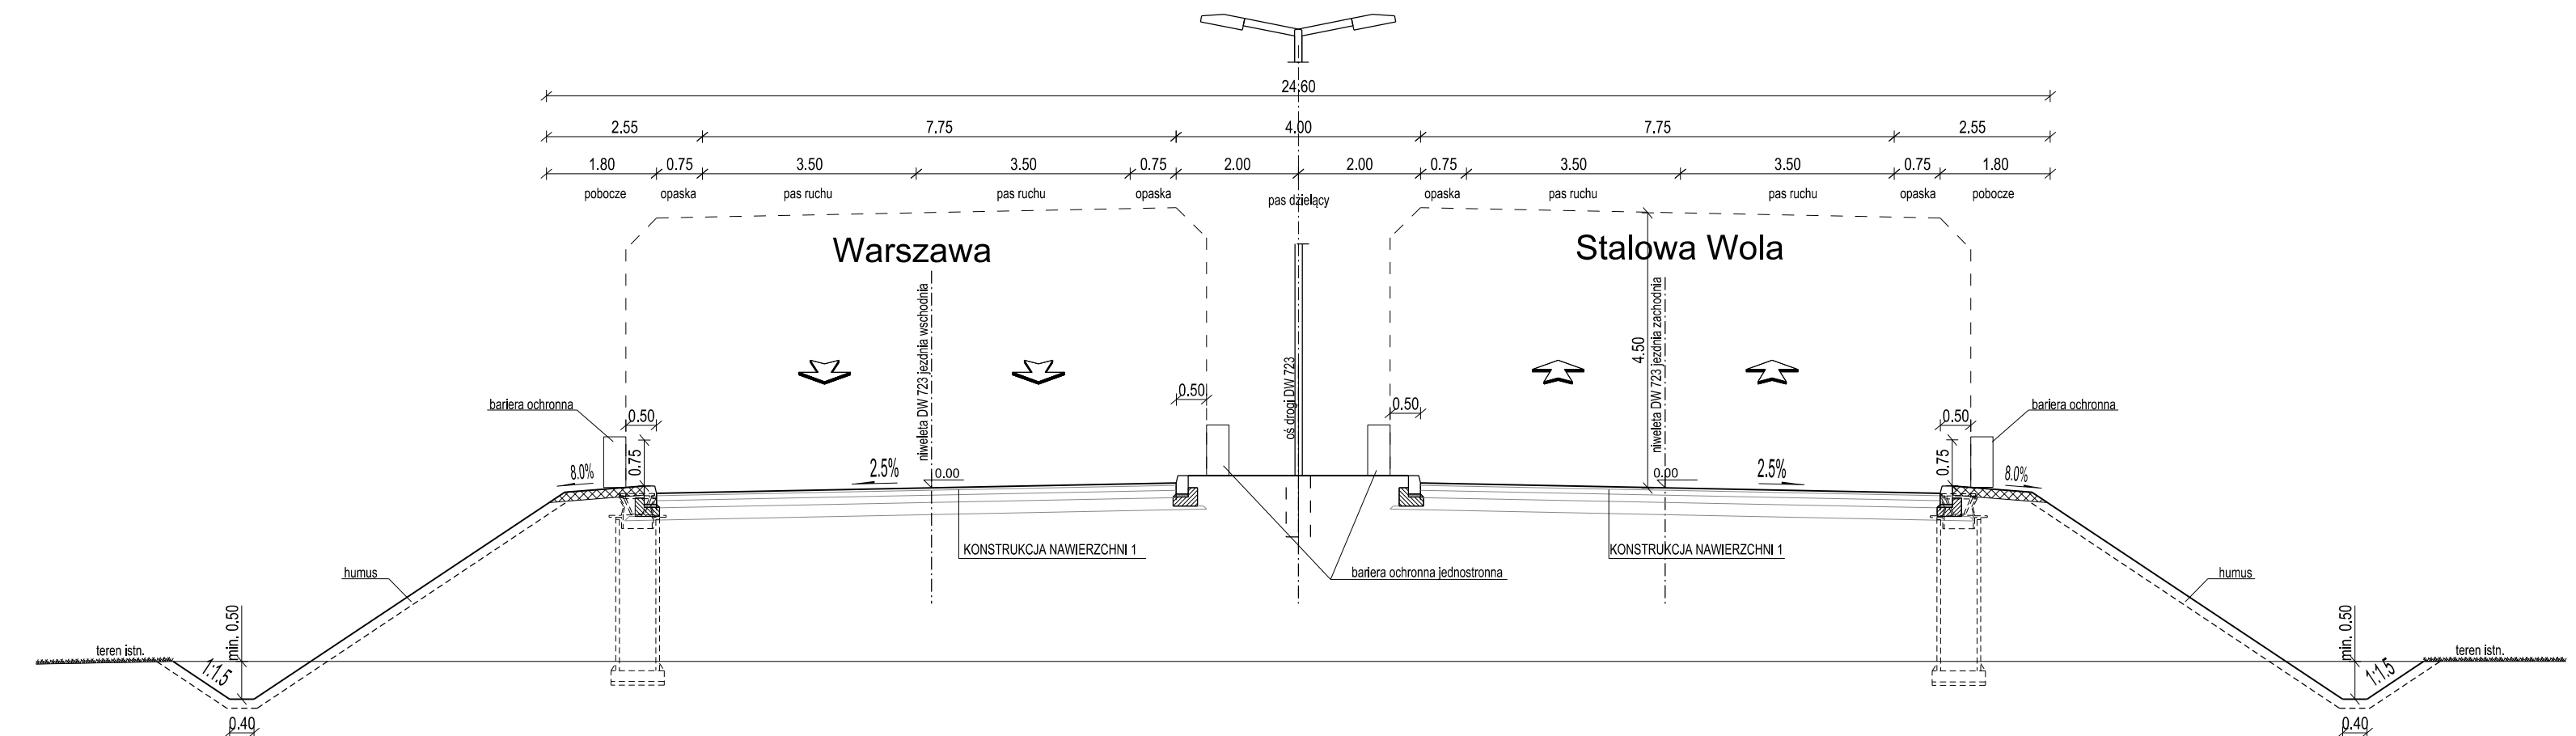 24.60
2.55 7.75 4.00 7.75 2.55
1.80 0.75 3.50 3.50 0.75 2.00 2.00 0.75 3.50 3.50 0.75 1.80
pobocze opaska pas ruchu pas ruchu opaska pas dzielący opaska pas ruchu pas ruchu opaska pobocze
Warszawa
Stalowa Wola
niweleta DW 723 jezdnia wschodnia
oś drogi DW 723
4.50
niweleta DW 723 jezdnia zachodnia
bariera ochronna
0.50
0.50
0.50
0.50
bariera ochronna
8.0%
0.75
2.5%
0.00
0.00
2.5%
0.75
8.0%
KONSTRUKCJA NAWIERZCHNI 1
KONSTRUKCJA NAWIERZCHNI 1
bariera ochronna jednostronna
humus
humus
teren istn.
1:1.5
min. 0.50
0.40
min. 0.50
1:1.5
teren istn.
0.40